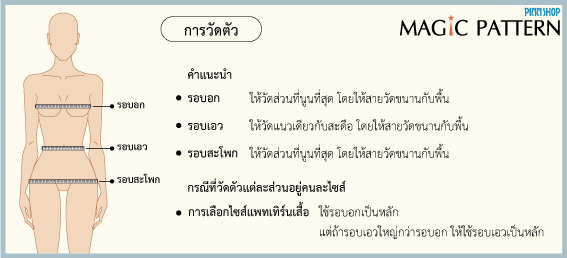 PINN SHOP
MAGIC PATTERN
การวัดตัว
คำแนะนำ
• รอบอก ให้วัดส่วนที่นูนที่สุด โดยให้สายวัดขนานกับพื้น
• รอบเอว ให้วัดแนวเดียวกับสะดือ โดยให้สายวัดขนานกับพื้น
• รอบสะโพก ให้วัดส่วนที่นูนที่สุด โดยให้สายวัดขนานกับพื้น
กรณีที่วัดตัวแต่ละส่วนอยู่คนละไซส์
• การเลือกไซส์แพทเทิร์นเสื้อ ใช้รอบอกเป็นหลัก
แต่ถ้ารอบเอวใหญ่กว่ารอบอก ให้ใช้รอบเอวเป็นหลัก
รอบอก
รอบเอว
รอบสะโพก